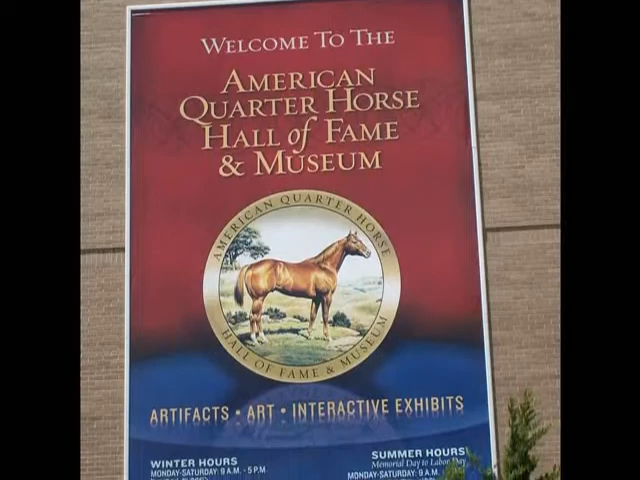 WELCOME TO THE
AMERICAN
QUARTER HORSE
HALL of FAME
& MUSEUM
AMERICAN QUARTER HORSE
HALL OF FAME & MUSEUM
ARTIFACTS • ART • INTERACTIVE EXHIBITS
WINTER HOURS
MONDAY-SATURDAY: 9 A.M. - 5 P.M.
SUMMER HOURS
Memorial Day to Labor Day
MONDAY-SATURDAY: 9 A.M.